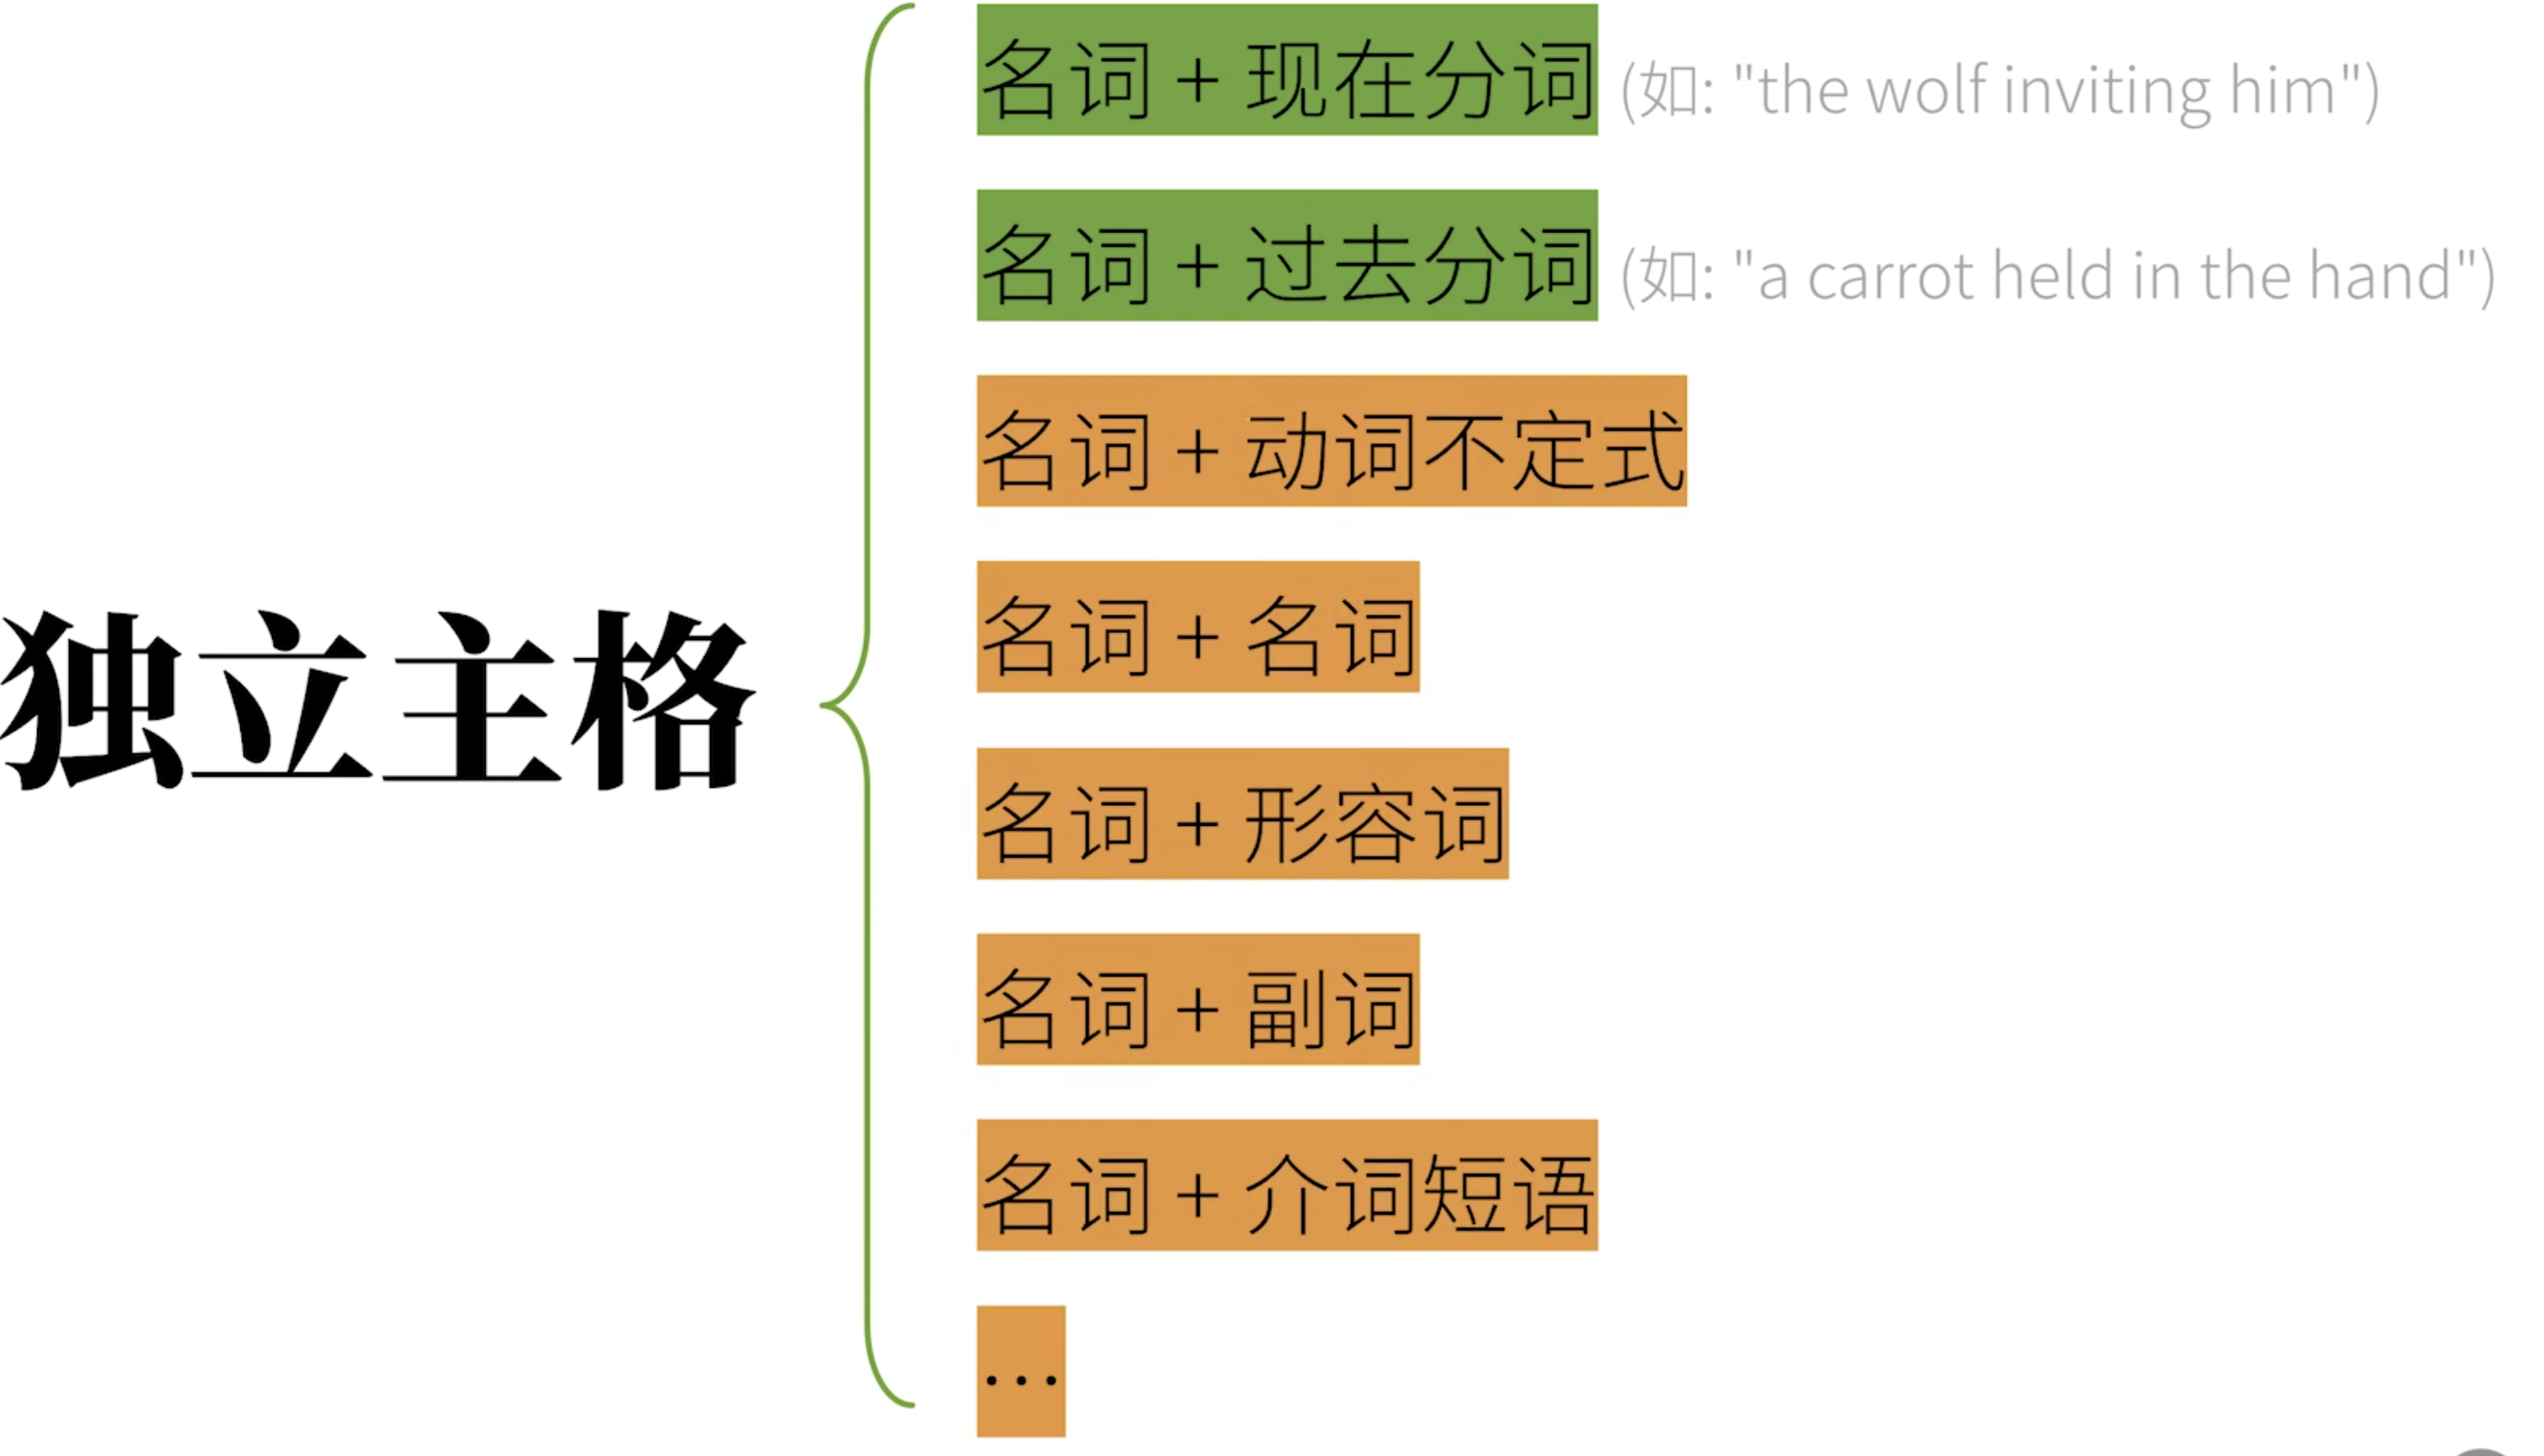 独立主格
名词 + 现在分词 (如: "the wolf inviting him")
名词 + 过去分词 (如: "a carrot held in the hand")
名词 + 动词不定式
名词 + 名词
名词 + 形容词
名词 + 副词
名词 + 介词短语
...